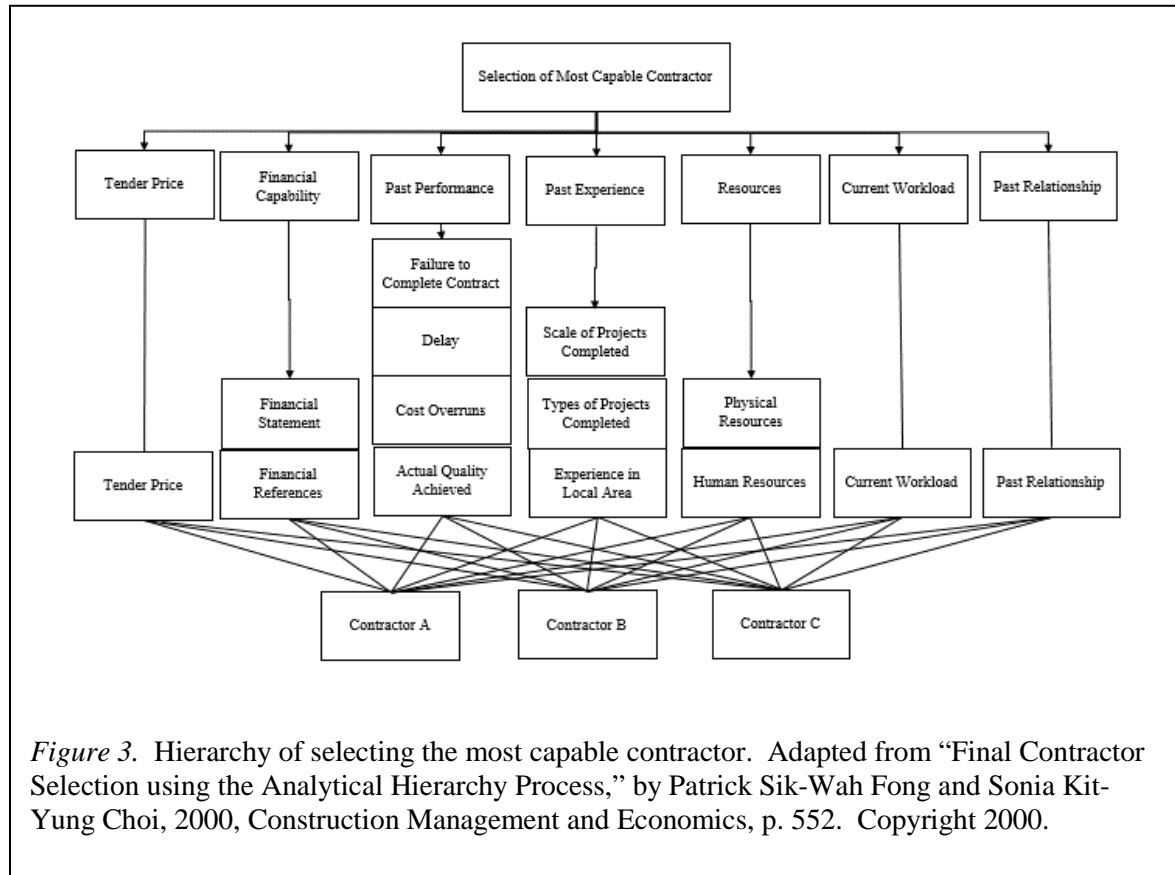 Selection of Most Capable Contractor
Tender Price
Financial
Capability
Past Performance
Past Experience
Resources
Current Workload
Past Relationship
Failure to
Complete Contract
Delay
Scale of Projects
Completed
Financial
Statement
Cost Overruns
Types of Projects
Completed
Physical
Resources
Tender Price
Financial
References
Actual Quality
Achieved
Experience in
Local Area
Human Resources
Current Workload
Past Relationship
Contractor A
Contractor B
Contractor C
Figure 3.  Hierarchy of selecting the most capable contractor.  Adapted from “Final Contractor
Selection using the Analytical Hierarchy Process,” by Patrick Sik-Wah Fong and Sonia Kit-
Yung Choi, 2000, Construction Management and Economics, p. 552.  Copyright 2000.